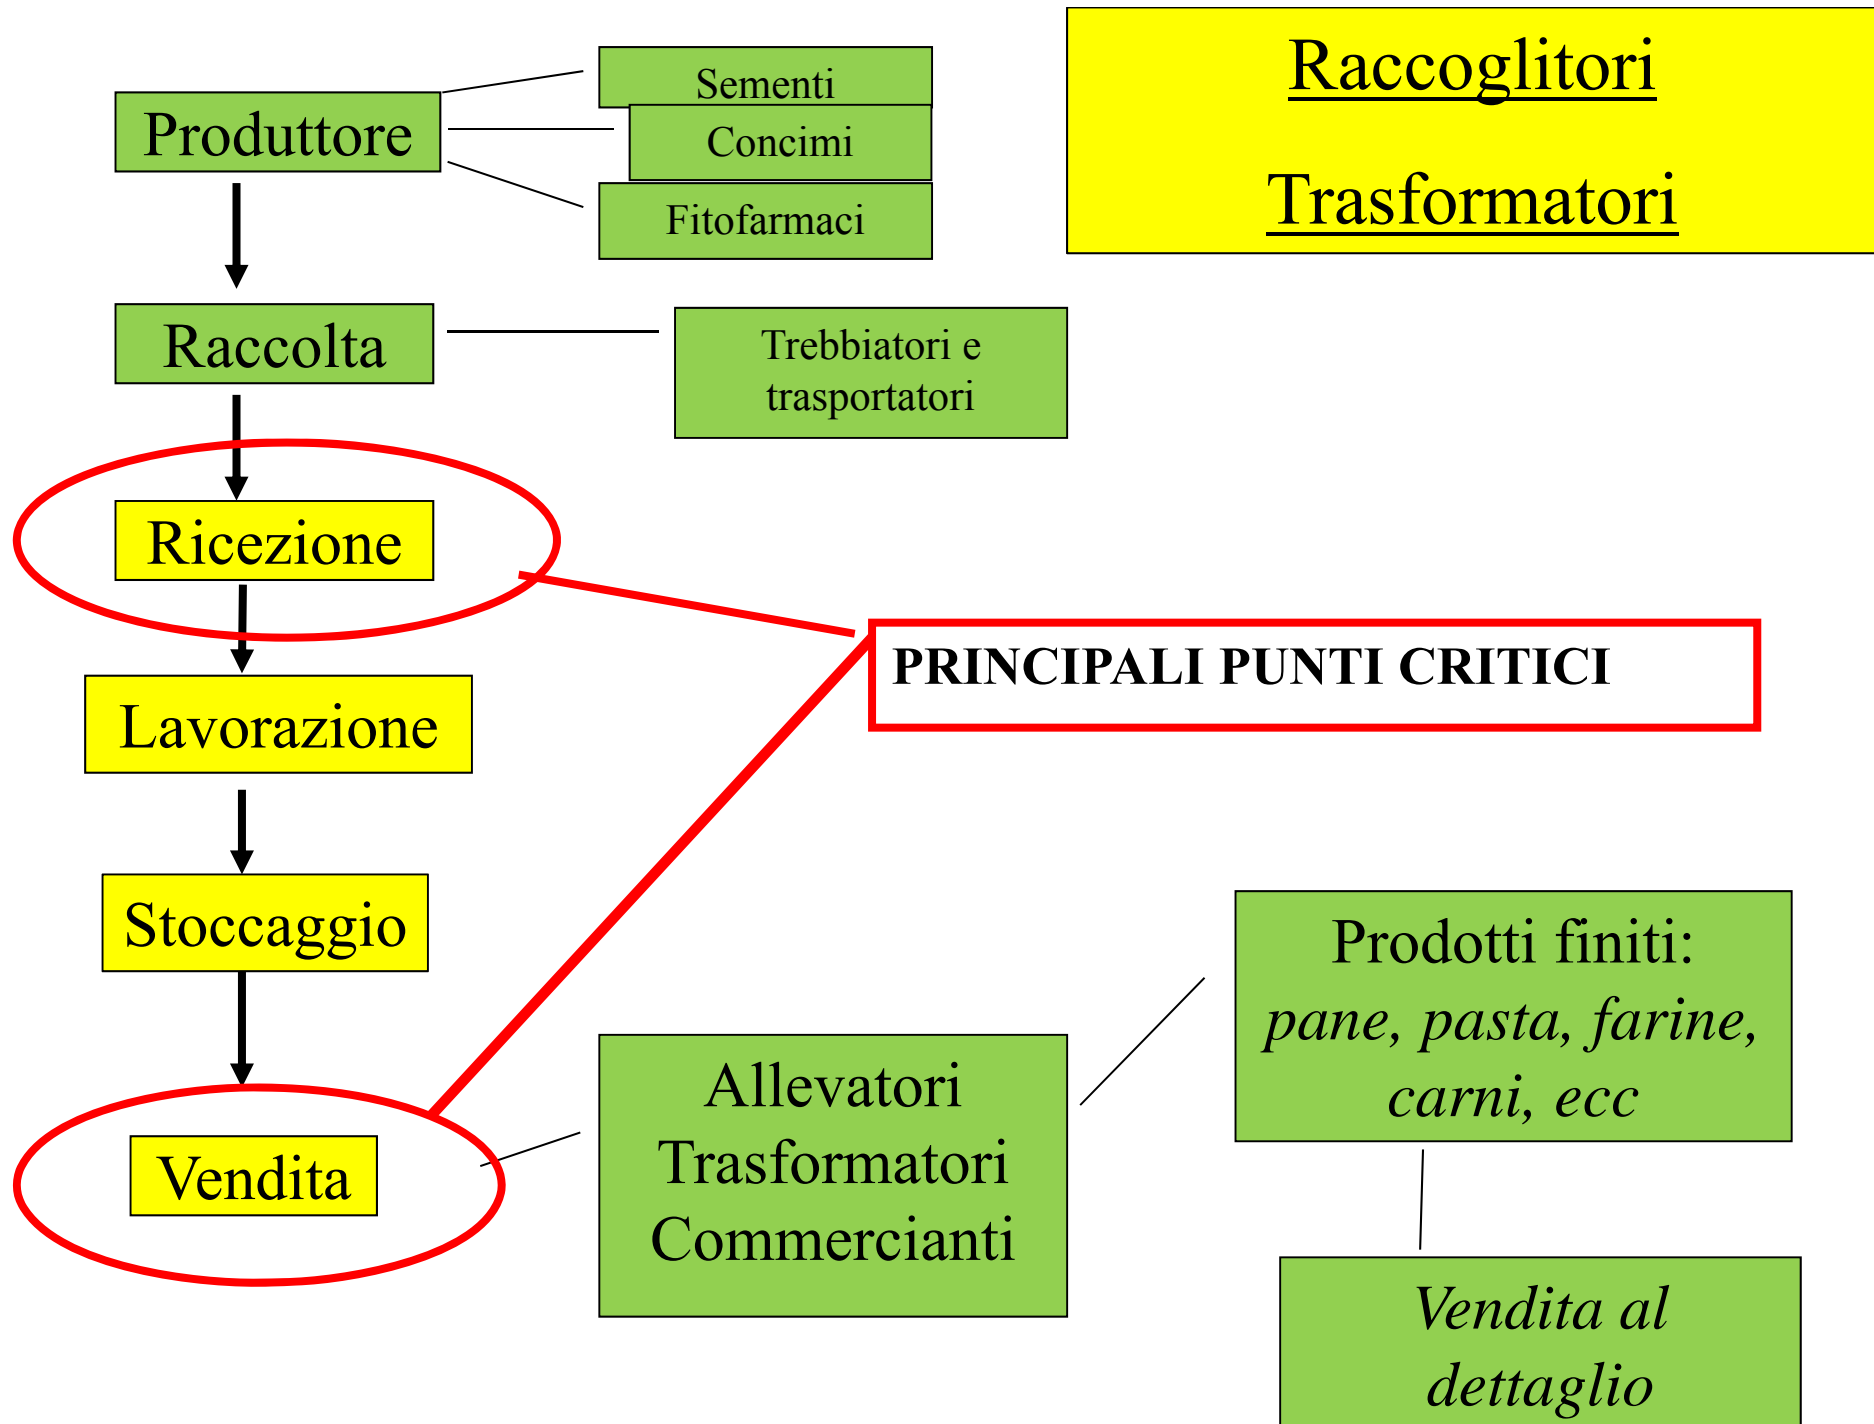 Sementi
Raccoglitori
Produttore
Concimi
Trasformatori
Fitofarmaci
Raccolta
Trebbiatori e
trasportatori
Ricezione
PRINCIPALI PUNTI CRITICI
Lavorazione
Stoccaggio
Prodotti finiti:
pane, pasta, farine,
carni, ecc
Allevatori
Trasformatori
Commercianti
Vendita
Vendita al
dettaglio